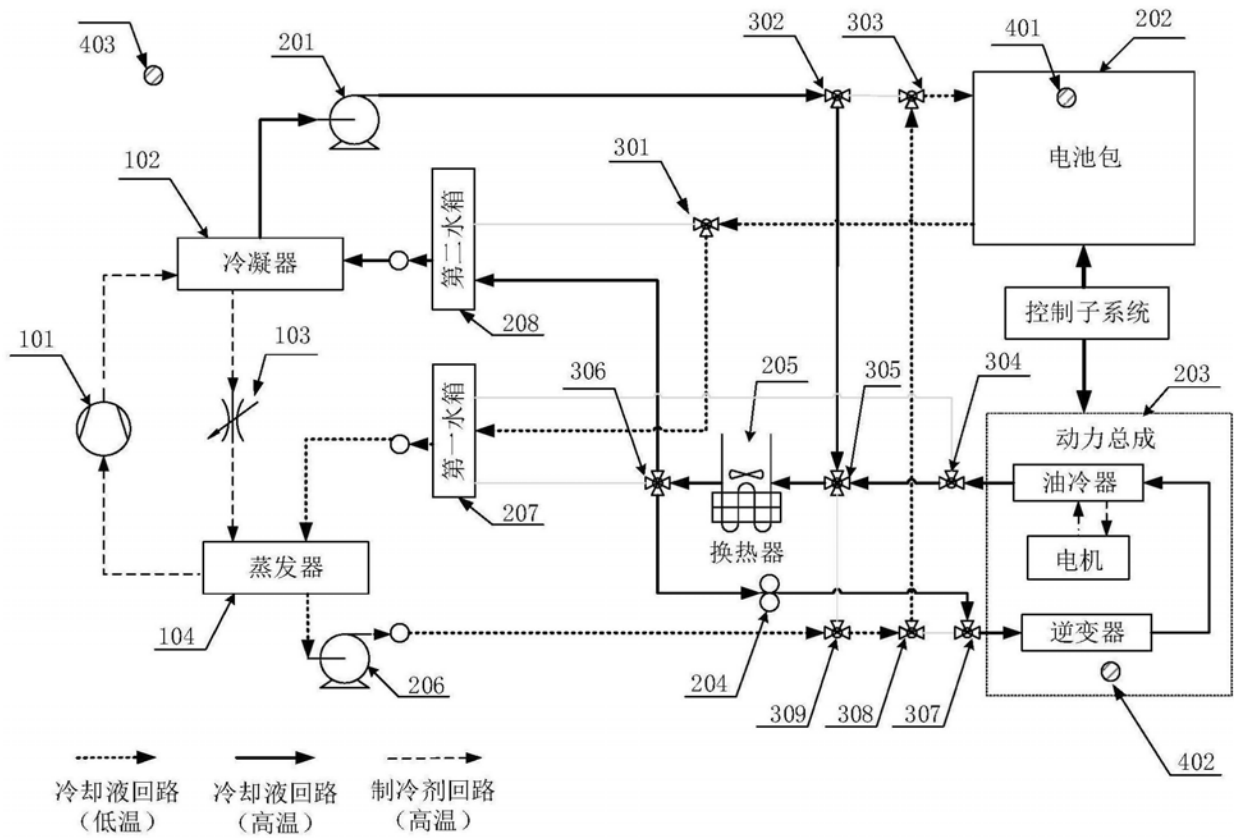 302
303
401
202
403
201
301
102
电池包
第二水箱
冷凝器
208
控制子系统
101
103
306
205
305
304
203
第一水箱
动力总成
油冷器
207
换热器
电机
蒸发器
逆变器
104
206
204
309
308
307
402
冷却液回路
（低温）
冷却液回路
（高温）
制冷剂回路
（高温）